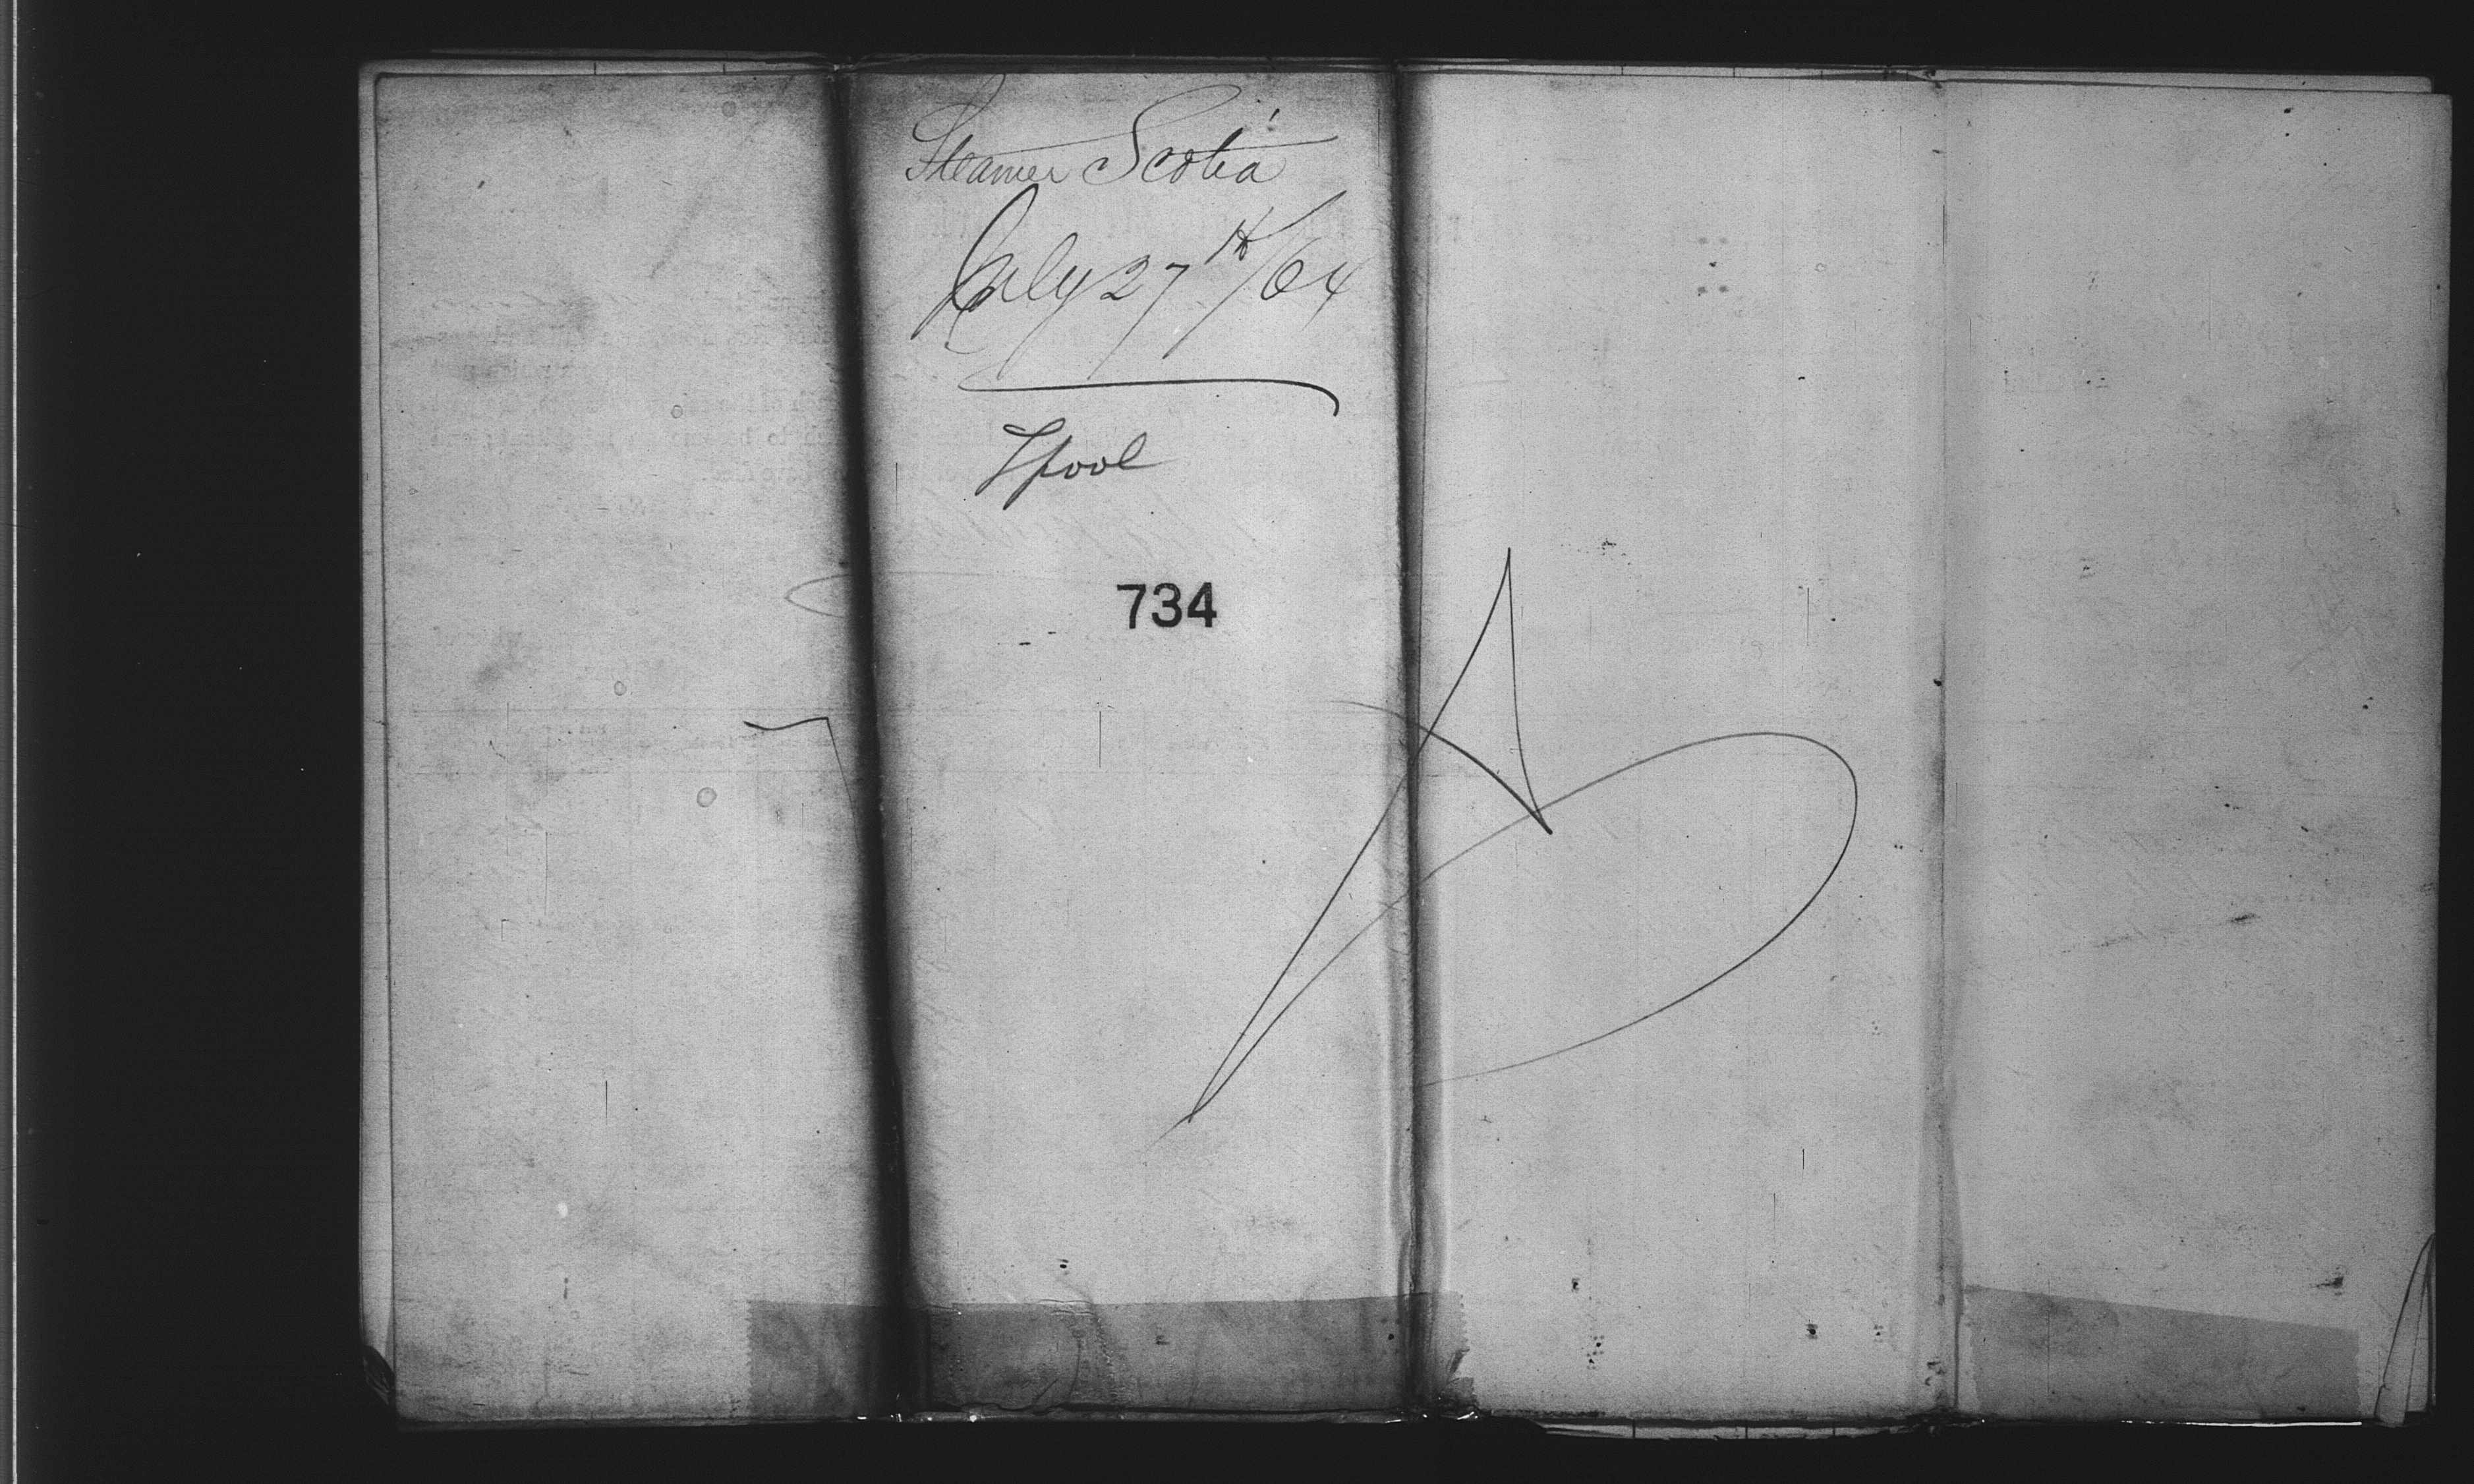 Steamer Scotia
July 27th/64
Lpool
734